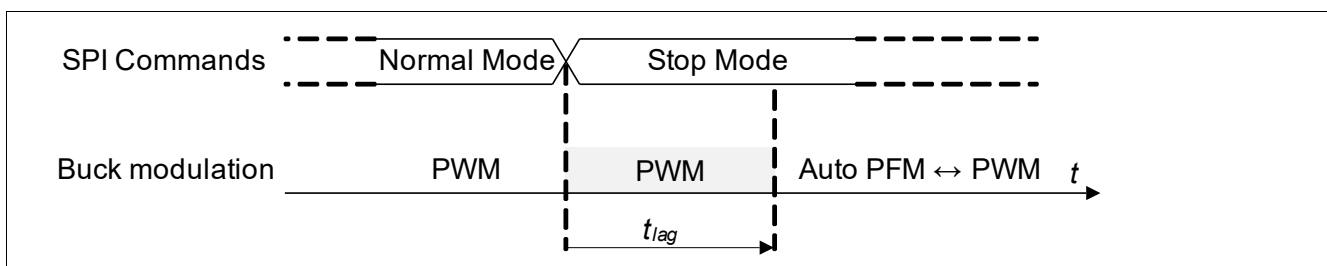 SPI Commands Normal Mode Stop Mode
Buck modulation PWM PWM Auto PFM ↔ PWM t
tlag